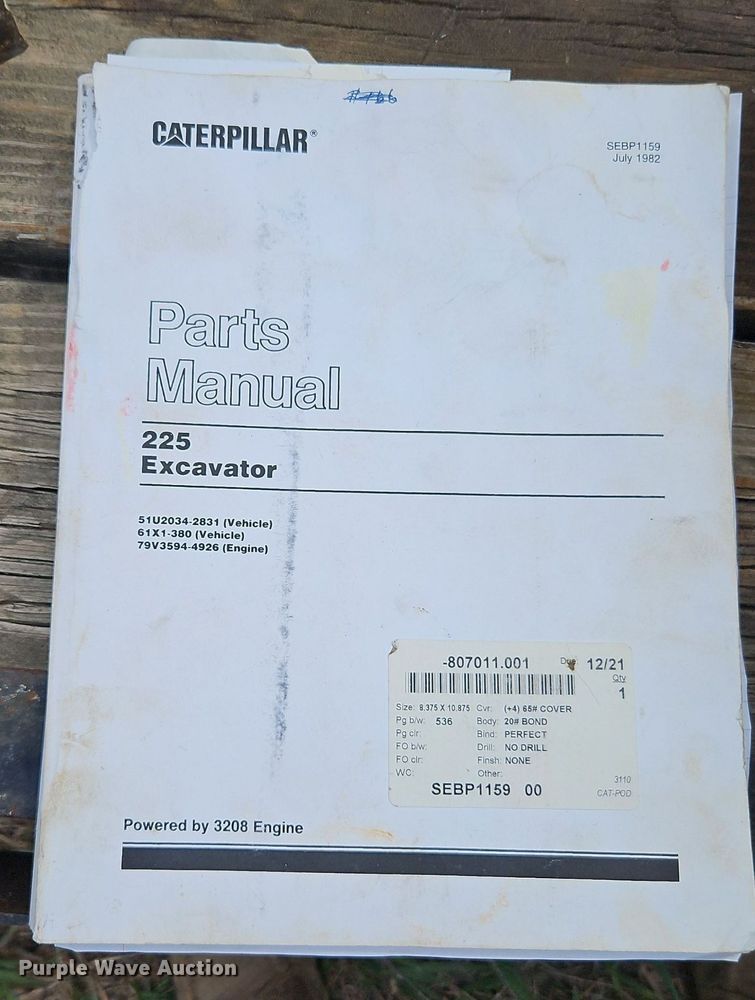 CATERPILLAR®
SEBP1159
July 1982
Parts
Manual
225
Excavator
51U2034-2831 (Vehicle)
61X1-380 (Vehicle)
79V3594-4926 (Engine)
-807011.001 12/21
Qty
1
Size: 8.375 X 10.875 Cvr: (+4) 65# COVER
Pg b/w: 536 Body: 20# BOND
Pg clr: Bind: PERFECT
FO b/w: Drill: NO DRILL
FO clr: Finsh: NONE
WC: Other:
3110
SEBP1159 00
CAT-POD
Powered by 3208 Engine
Purple Wave Auction